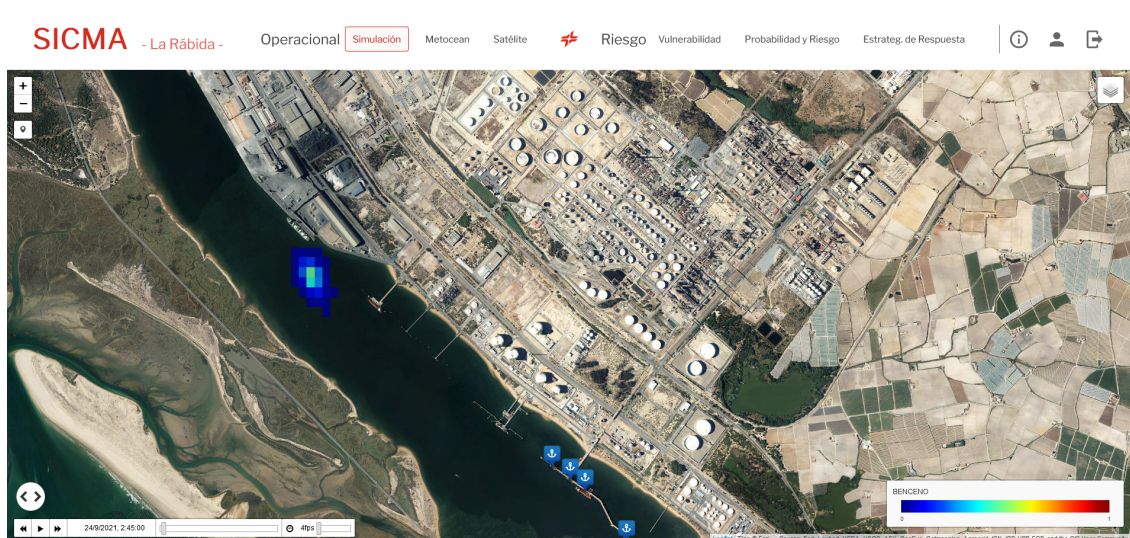 SICMA - La Rábida - Operacional Simulación Metocean Satélite Riesgo Vulnerabilidad Probabilidad y Riesgo Estrateg. de Respuesta
+
−
BENCENO
0 1
24/9/2021, 2:45:00 4fps